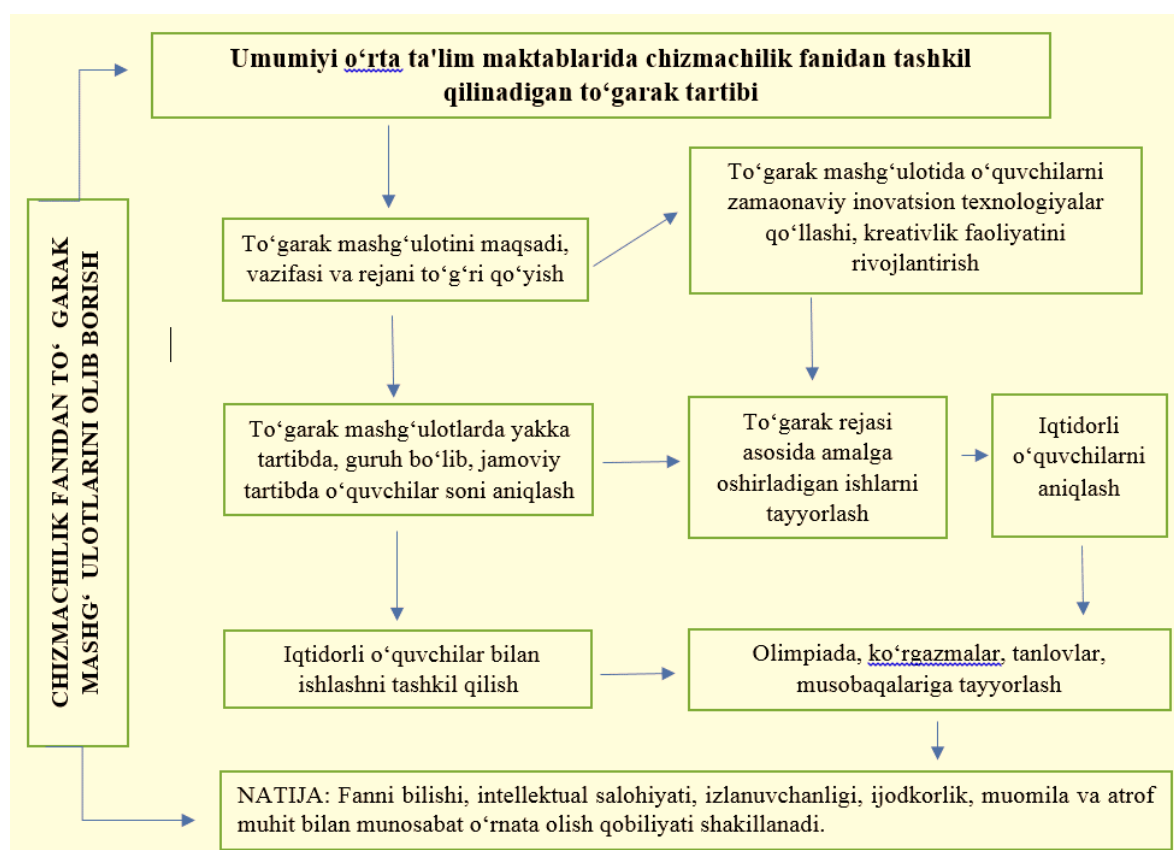 Umumiyi o‘rta ta'lim maktablarida chizmachilik fanidan tashkil
qilinadigan to‘garak tartibi
CHIZMACHILIK FANIDAN TO‘ GARAK
MASHG‘ ULOTLARINI OLIB BORISH
To‘garak mashg‘ulotini maqsadi,
vazifasi va rejani to‘g‘ri qo‘yish
To‘garak mashg‘ulotida o‘quvchilarni
zamaonaviy inovatsion texnologiyalar
qo‘llashi, kreativlik faoliyatini
rivojlantirish
To‘garak mashg‘ulotlarda yakka
tartibda, guruh bo‘lib, jamoviy
tartibda o‘quvchilar soni aniqlash
To‘garak rejasi
asosida amalga
oshirladigan ishlarni
tayyorlash
Iqtidorli
o‘quvchilarni
aniqlash
Iqtidorli o‘quvchilar bilan
ishlashni tashkil qilish
Olimpiada, ko‘rgazmalar, tanlovlar,
musobaqalariga tayyorlash
NATIJA: Fanni bilishi, intellektual salohiyati, izlanuvchanligi, ijodkorlik, muomila va atrof
muhit bilan munosabat o‘rnata olish qobiliyati shakillanadi.